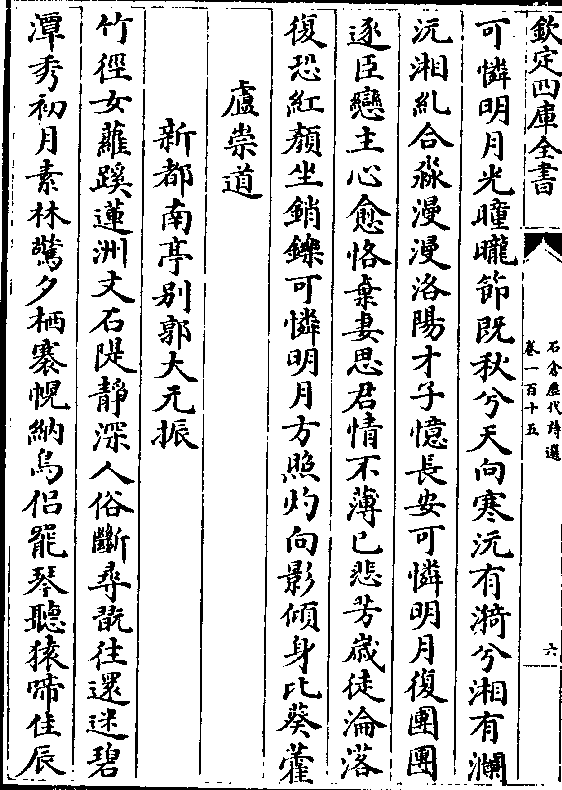 欽定四庫全書
石倉歷代詩選
卷一百十五
六
可憐明月光曈曨節既秋兮天向寒沅有漪兮湘有瀾
沅湘糺合淼漫漫洛陽才子憶長安可憐明月復團團
逐臣戀主心愈恪棄妻思君情不薄已悲芳歳徒淪落
復恐紅顔坐銷鑠可憐明月方照灼向影傾身比葵藿
盧崇道
新都南亭别郭大元振
竹徑女蘿蹊蓮洲文石隄靜深人俗斷尋翫往還迷碧
潭秀初月素林驚夕栖褰幌納鳥侣罷琴聽猿啼佳辰